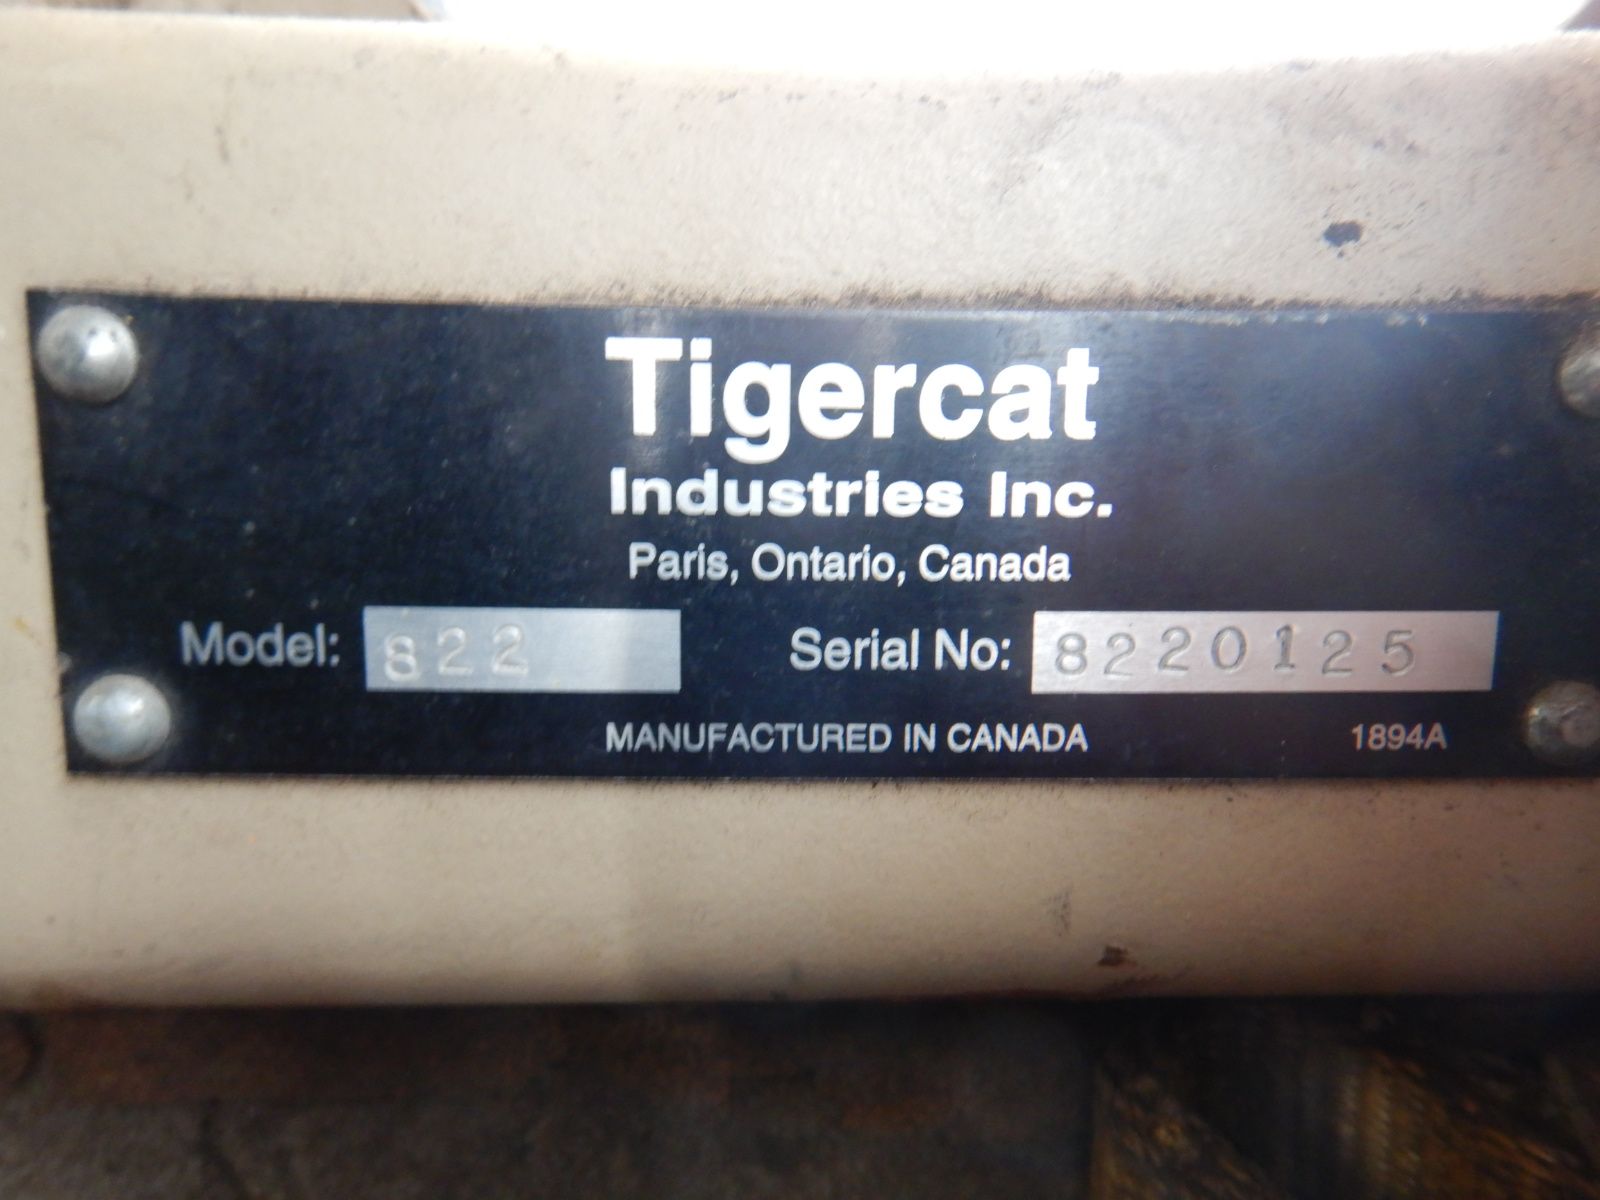 Tigercat
Industries Inc.
Paris, Ontario, Canada
Model: 822 Serial No: 8220125
MANUFACTURED IN CANADA 1894A